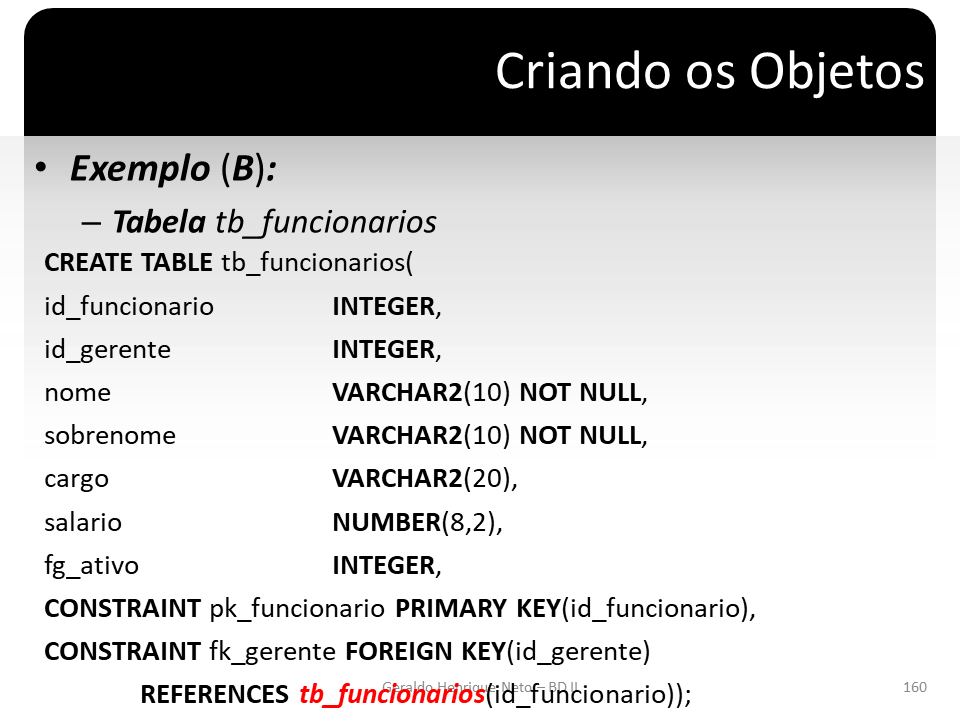 Criando os Objetos
• Exemplo (B):
– Tabela tb_funcionarios
CREATE TABLE tb_funcionarios(
id_funcionario INTEGER,
id_gerente INTEGER,
nome VARCHAR2(10) NOT NULL,
sobrenome VARCHAR2(10) NOT NULL,
cargo VARCHAR2(20),
salario NUMBER(8,2),
fg_ativo INTEGER,
CONSTRAINT pk_funcionario PRIMARY KEY(id_funcionario),
CONSTRAINT fk_gerente FOREIGN KEY(id_gerente)
REFERENCES tb_funcionarios(id_funcionario));
Geraldo Henrique Neto – BD II
160